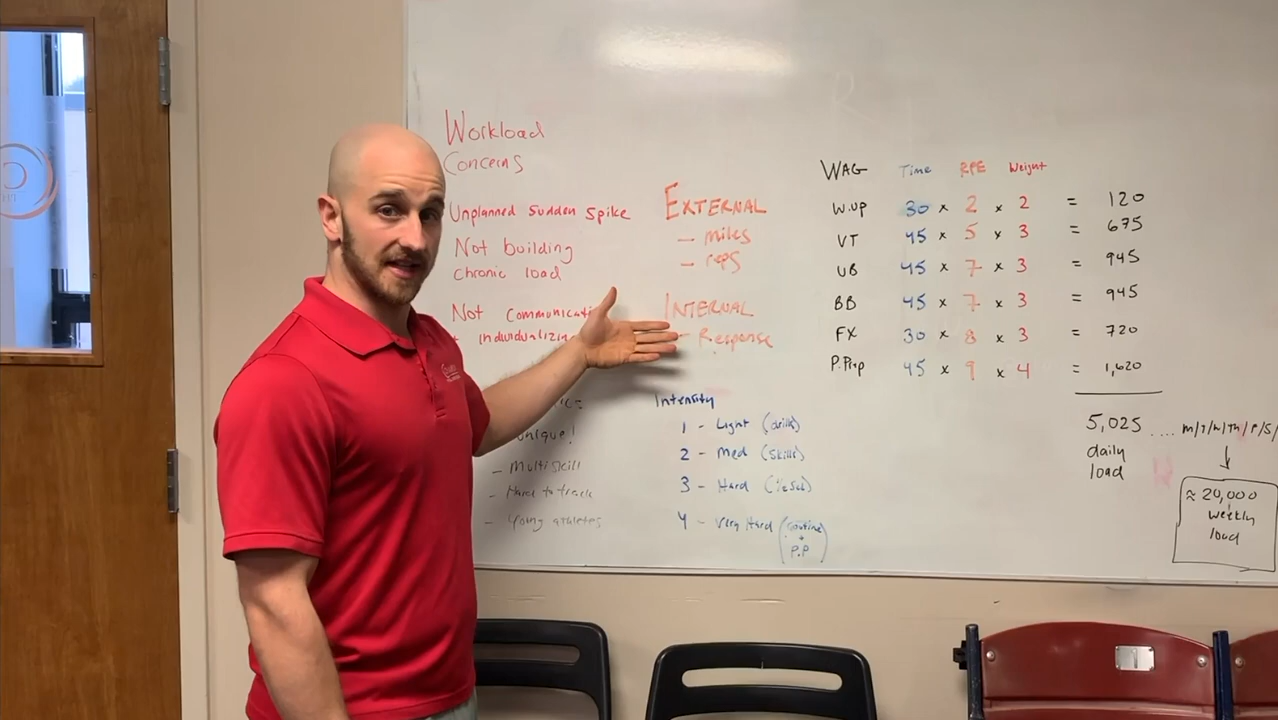 Workload
Concerns
Unplanned Sudden Spike
Not building
chronic load
Not Communicati
+ individualizin
unique!
- Multi skill
- Hard to track
- Young athletes
EXTERNAL
- miles
- reps
INTERNAL
- Response
Intensity
1 - Light (drills)
2 - Med (skills)
3 - Hard (½ Set)
4 - Very Hard (routine
+
P.P)
WAG Time RPE Weight
W.up 30 x 2 x 2 = 120
VT 45 x 5 x 3 = 675
UB 45 x 7 x 3 = 945
BB 45 x 7 x 3 = 945
FX 30 x 8 x 3 = 720
P.Prep 45 x 9 x 4 = 1,620
5,025 .... M/T/W/TH/F/S/
daily
load
≈ 20,000
weekly
load